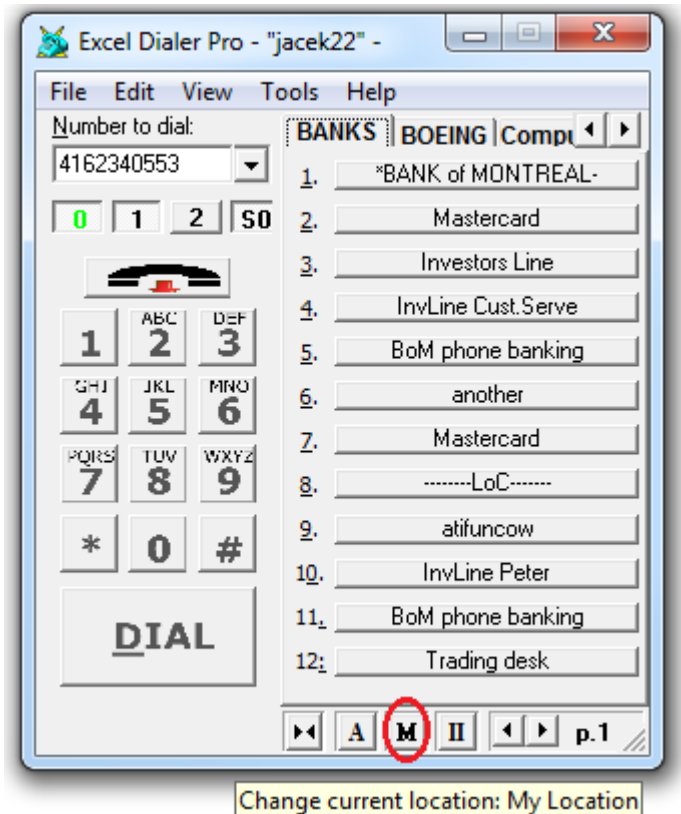 Excel Dialer Pro - "jacek22" -
File Edit View Tools Help
Number to dial:
4162340553
0 1 2 S0
1 ABC 2 DEF 3
GHI 4 JKL 5 MNO 6
PQRS 7 TUV 8 WXYZ 9
* 0 #
DIAL
BANKS BOEING Compu
1. *BANK of MONTREAL-
2. Mastercard
3. Investors Line
4. InvLine Cust.Serve
5. BoM phone banking
6. another
7. Mastercard
8. --------LoC-------
9. atifuncow
10. InvLine Peter
11. BoM phone banking
12: Trading desk
A M II p.1
Change current location: My Location